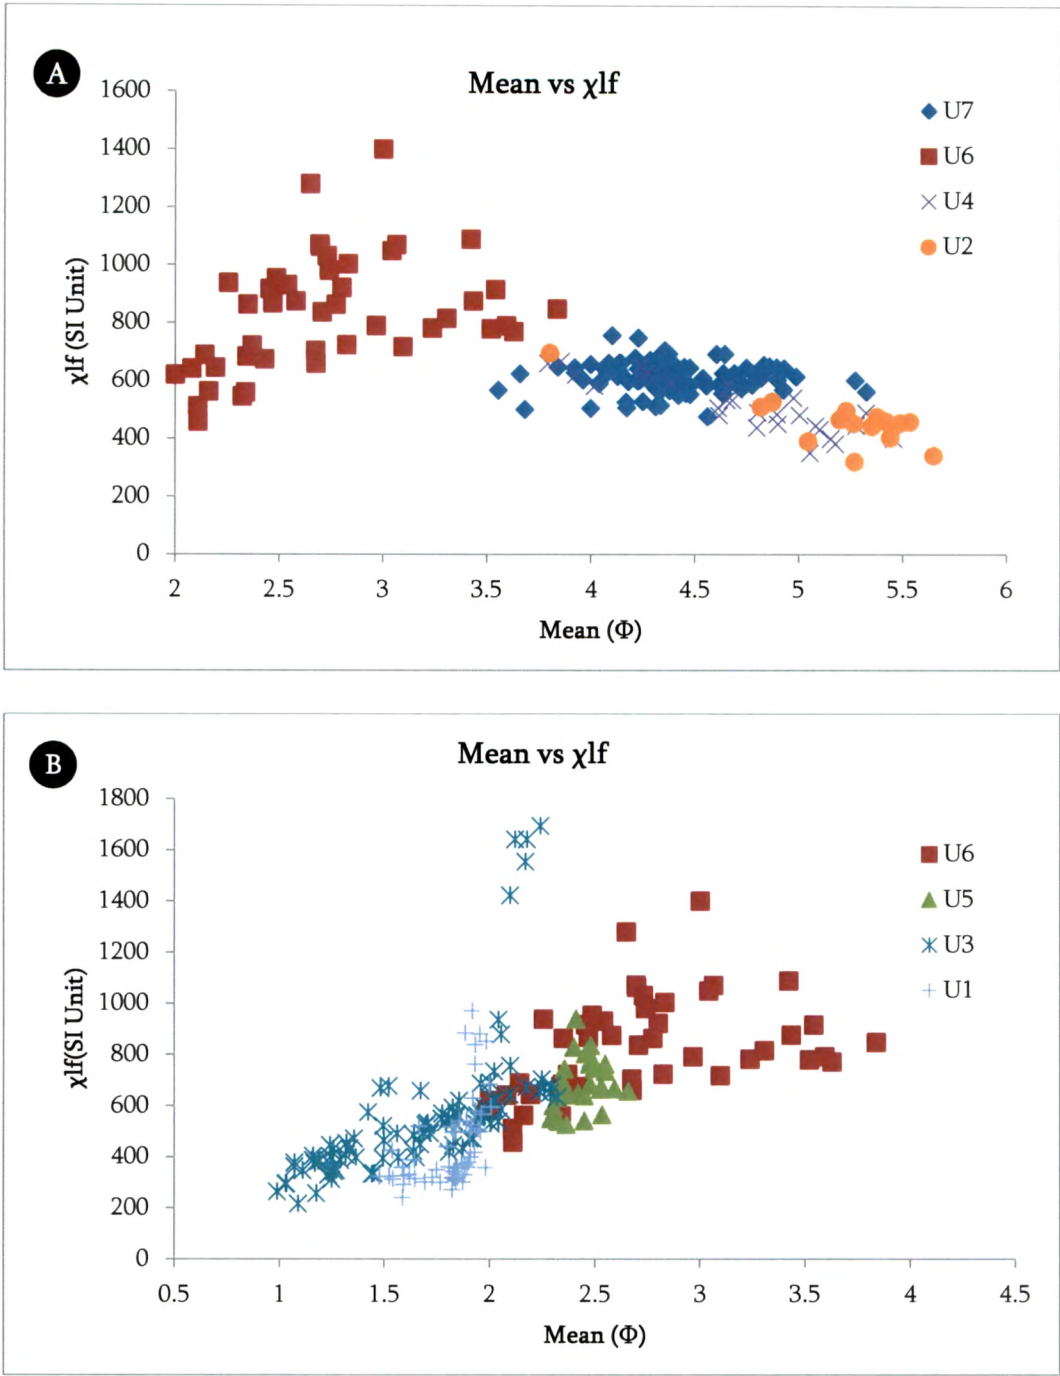 A
Mean vs χlf
1600
1400
1200
1000
800
600
400
200
0
χlf (SI Unit)
2 2.5 3 3.5 4 4.5 5 5.5 6
Mean (Φ)
U7
U6
U4
U2
B
Mean vs χlf
1800
1600
1400
1200
1000
800
600
400
200
0
χlf(SI Unit)
0.5 1 1.5 2 2.5 3 3.5 4 4.5
Mean (Φ)
U6
U5
U3
U1